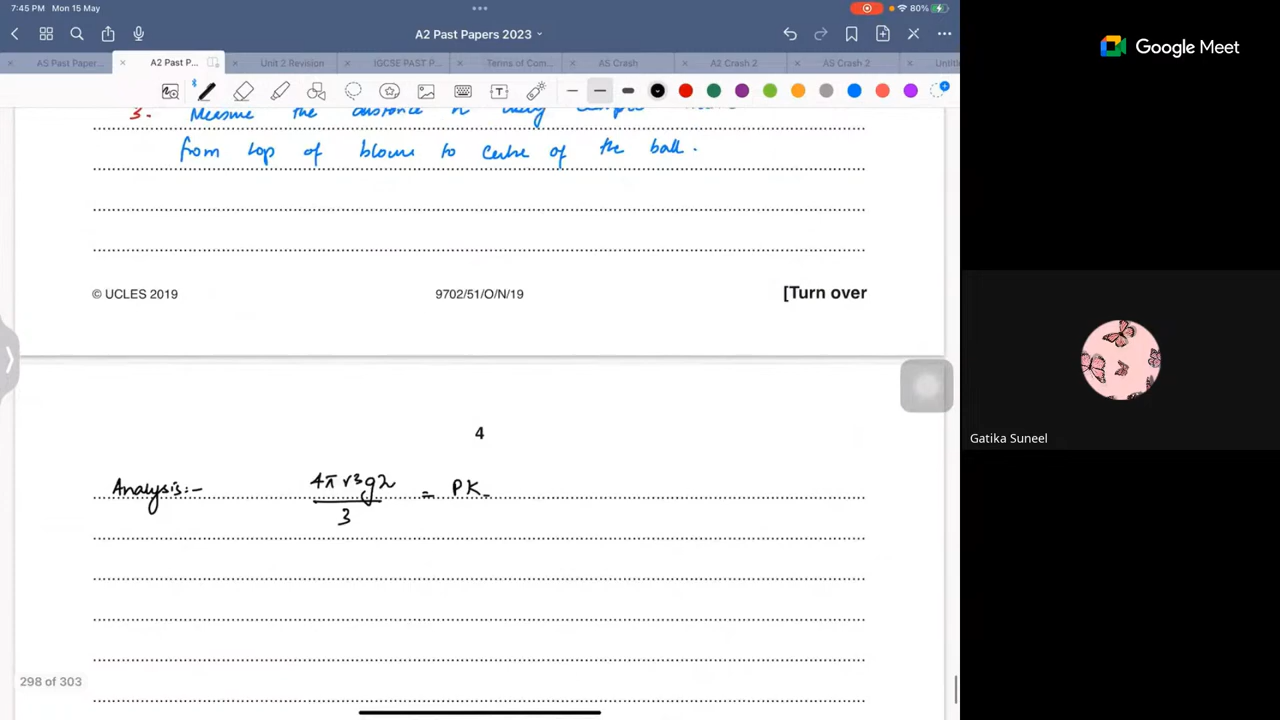 7:45 PM Mon 15 May
80%
A2 Past Papers 2023
AS Past Paper...
A2 Past P...
Unit 2 Revision
IGCSE PAST P...
Terms of Com...
AS Crash
A2 Crash 2
AS Crash 2
Untitl
3. Measure the distance
from top of to centre of the ball.
© UCLES 2019
9702/51/O/N/19
[Turn over
4
Analysis:- 4π r³g2 = PK
3
298 of 303
Google Meet
Gatika Suneel